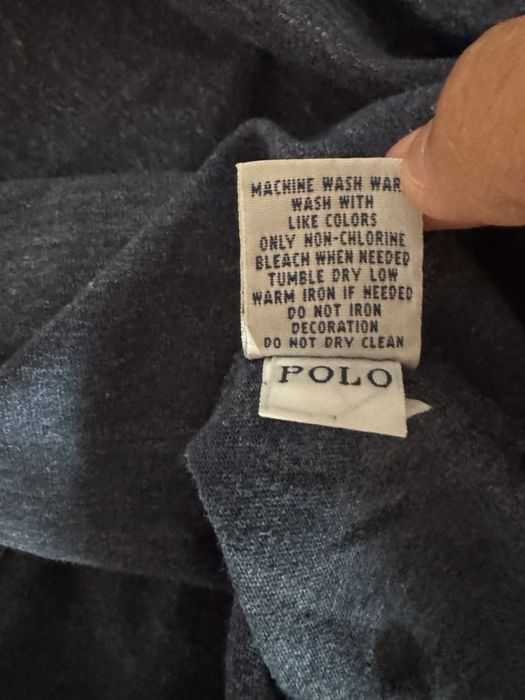 MACHINE WASH WAR
WASH WITH
LIKE COLORS
ONLY NON-CHLORINE
BLEACH WHEN NEEDED
TUMBLE DRY LOW
WARM IRON IF NEEDED
DO NOT IRON
DECORATION
DO NOT DRY CLEAN
POLO